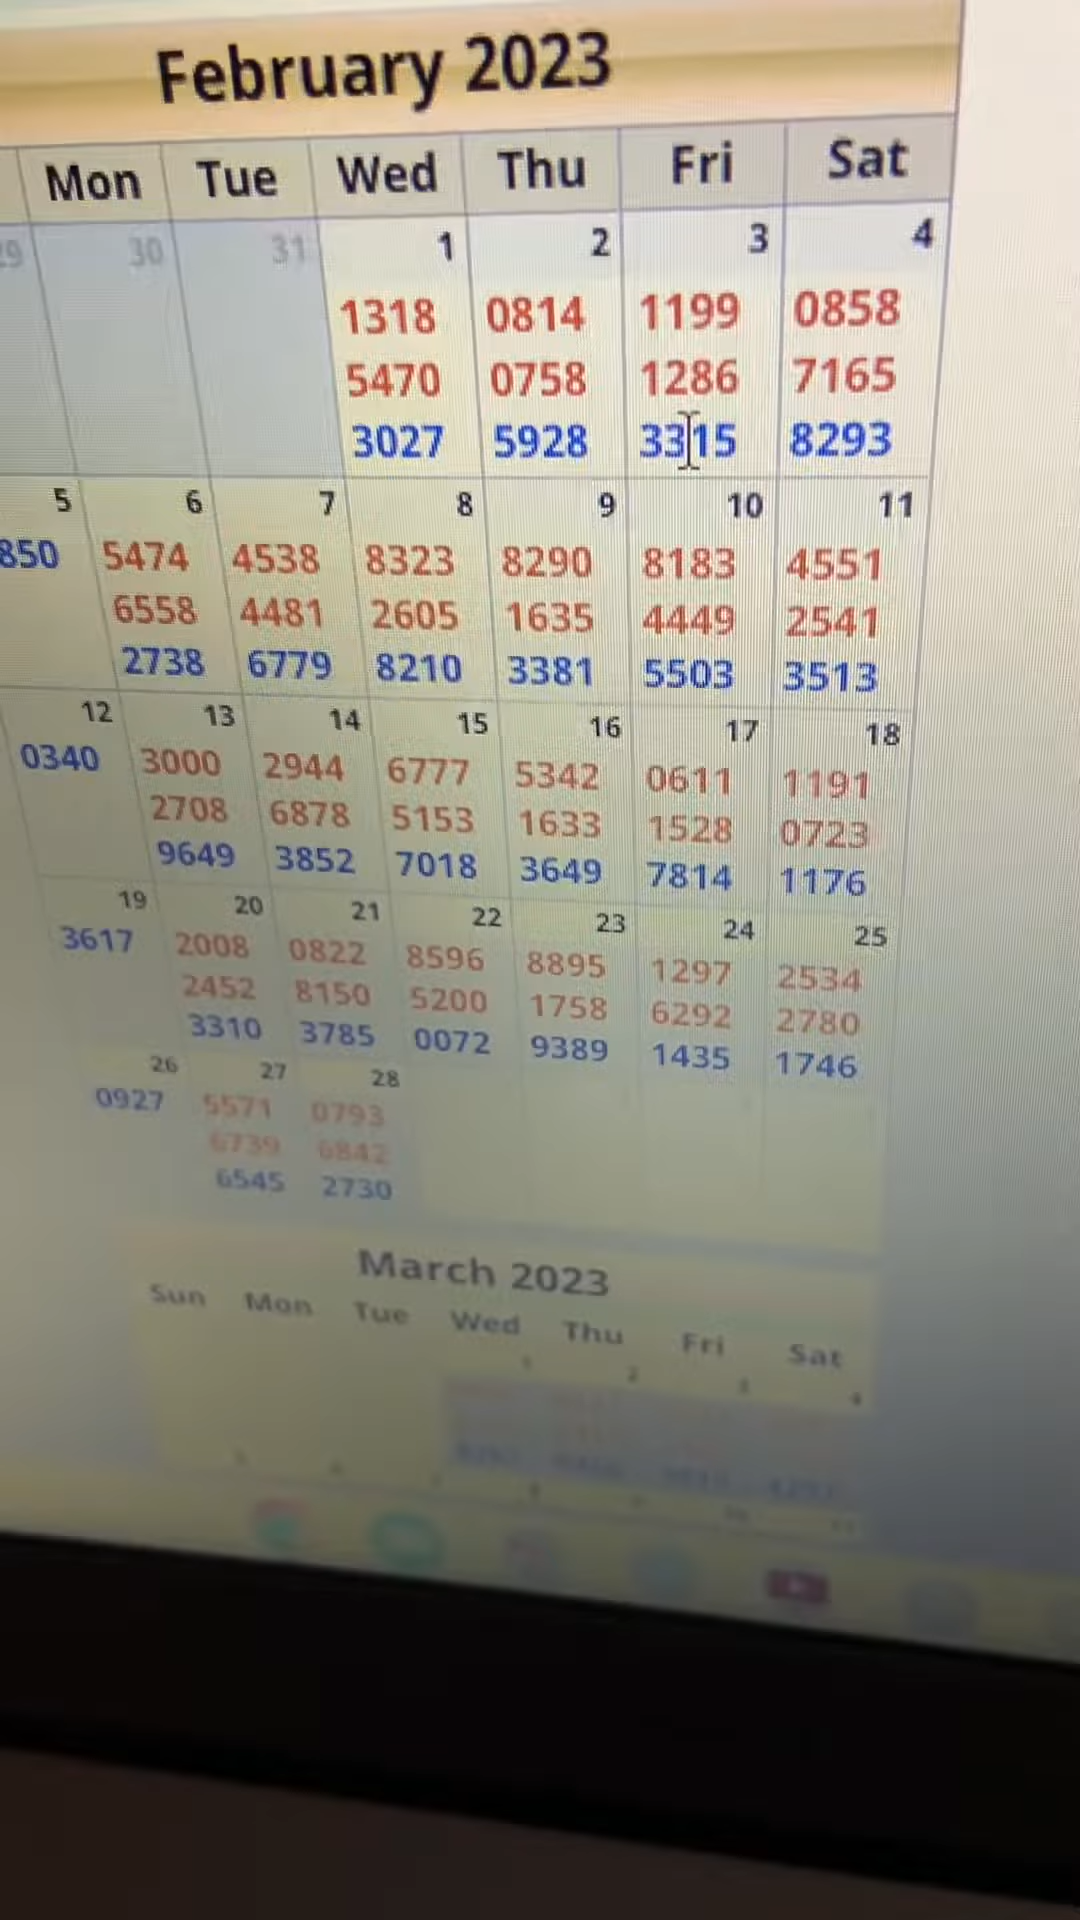 February 2023
Mon Tue Wed Thu Fri Sat
29 30 31 1 2 3 4
1318 0814 1199 0858
5470 0758 1286 7165
3027 5928 3315 8293
5 6 7 8 9 10 11
850 5474 4538 8323 8290 8183 4551
6558 4481 2605 1635 4449 2541
2738 6779 8210 3381 5503 3513
12 13 14 15 16 17 18
0340 3000 2944 6777 5342 0611 1191
2708 6878 5153 1633 1528 0723
9649 3852 7018 3649 7814 1176
19 20 21 22 23 24 25
3617 2008 0822 8596 8895 1297 2534
2452 8150 5200 1758 6292 2780
3310 3785 0072 9389 1435 1746
26 27 28
0927 5571 0793
6739 6842
6545 2730
March 2023
Sun Mon Tue Wed Thu Fri Sat
1 2 3 4